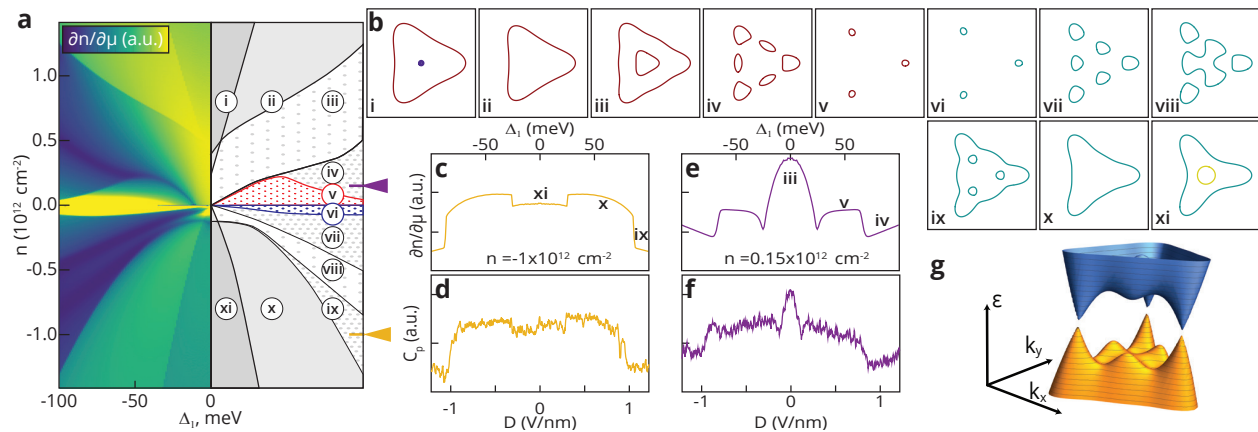 a
∂n/∂μ (a.u.)
1.0
0.5
0.0
-0.5
-1.0
n (10¹² cm⁻²)
i
ii
iii
iv
v
vi
vii
viii
ix
x
xi
-100
-50
0
Δ₁, meV
b
i
ii
iii
iv
v
vi
vii
viii
ix
x
xi
Δ₁ (meV)
-50
0
50
c
∂n/∂μ (a.u.)
xi
x
ix
n =-1x10¹² cm⁻²
d
Cₚ (a.u.)
-1
0
1
D (V/nm)
Δ₁ (meV)
-50
0
50
e
iii
v
iv
n =0.15x10¹² cm⁻²
f
-1
0
1
D (V/nm)
g
ε
k_y
k_x